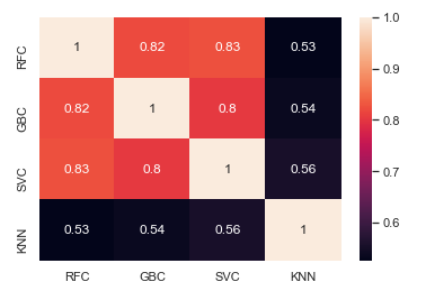 RFC 1 0.82 0.83 0.53
GBC 0.82 1 0.8 0.54
SVC 0.83 0.8 1 0.56
KNN 0.53 0.54 0.56 1
RFC GBC SVC KNN
1.0
0.9
0.8
0.7
0.6